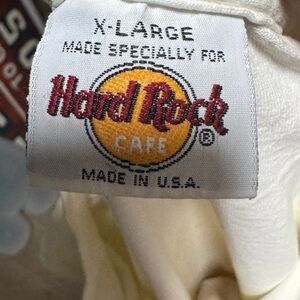 X-LARGE
MADE SPECIALLY FOR
Hard Rock
CAFE ®
MADE IN U.S.A.